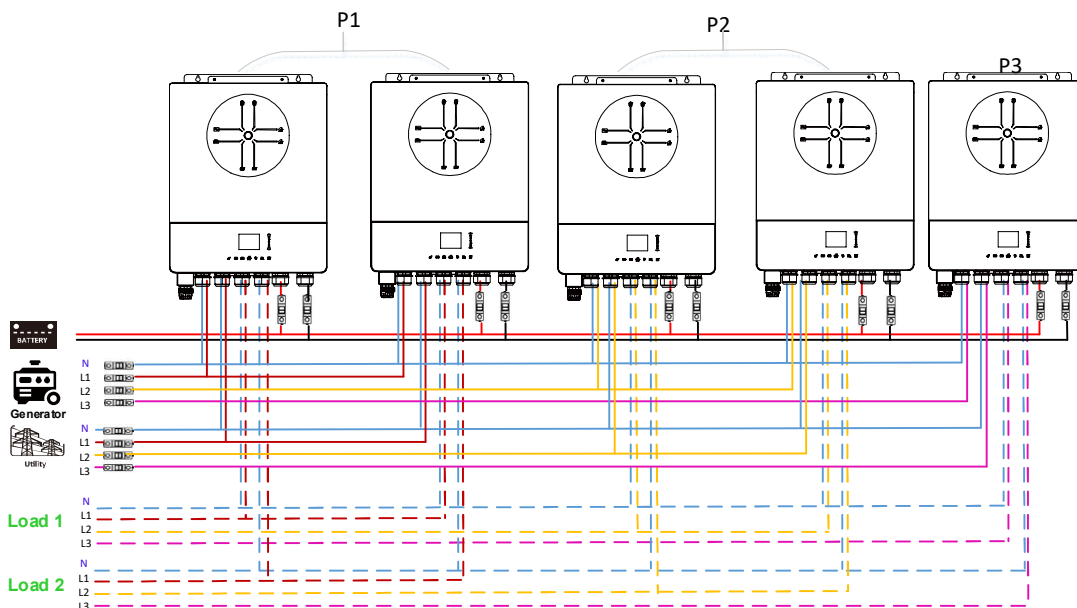 P1
P2
P3
BATTERY
N
L1
L2
L3
Generator
N
L1
L2
L3
Utility
N
L1
L2
L3
Load 1
N
L1
L2
L3
Load 2